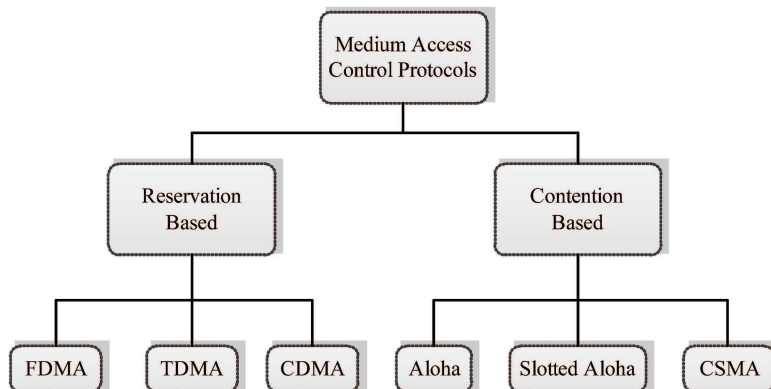 Medium Access
Control Protocols
Reservation
Based
Contention
Based
FDMA
TDMA
CDMA
Aloha
Slotted Aloha
CSMA